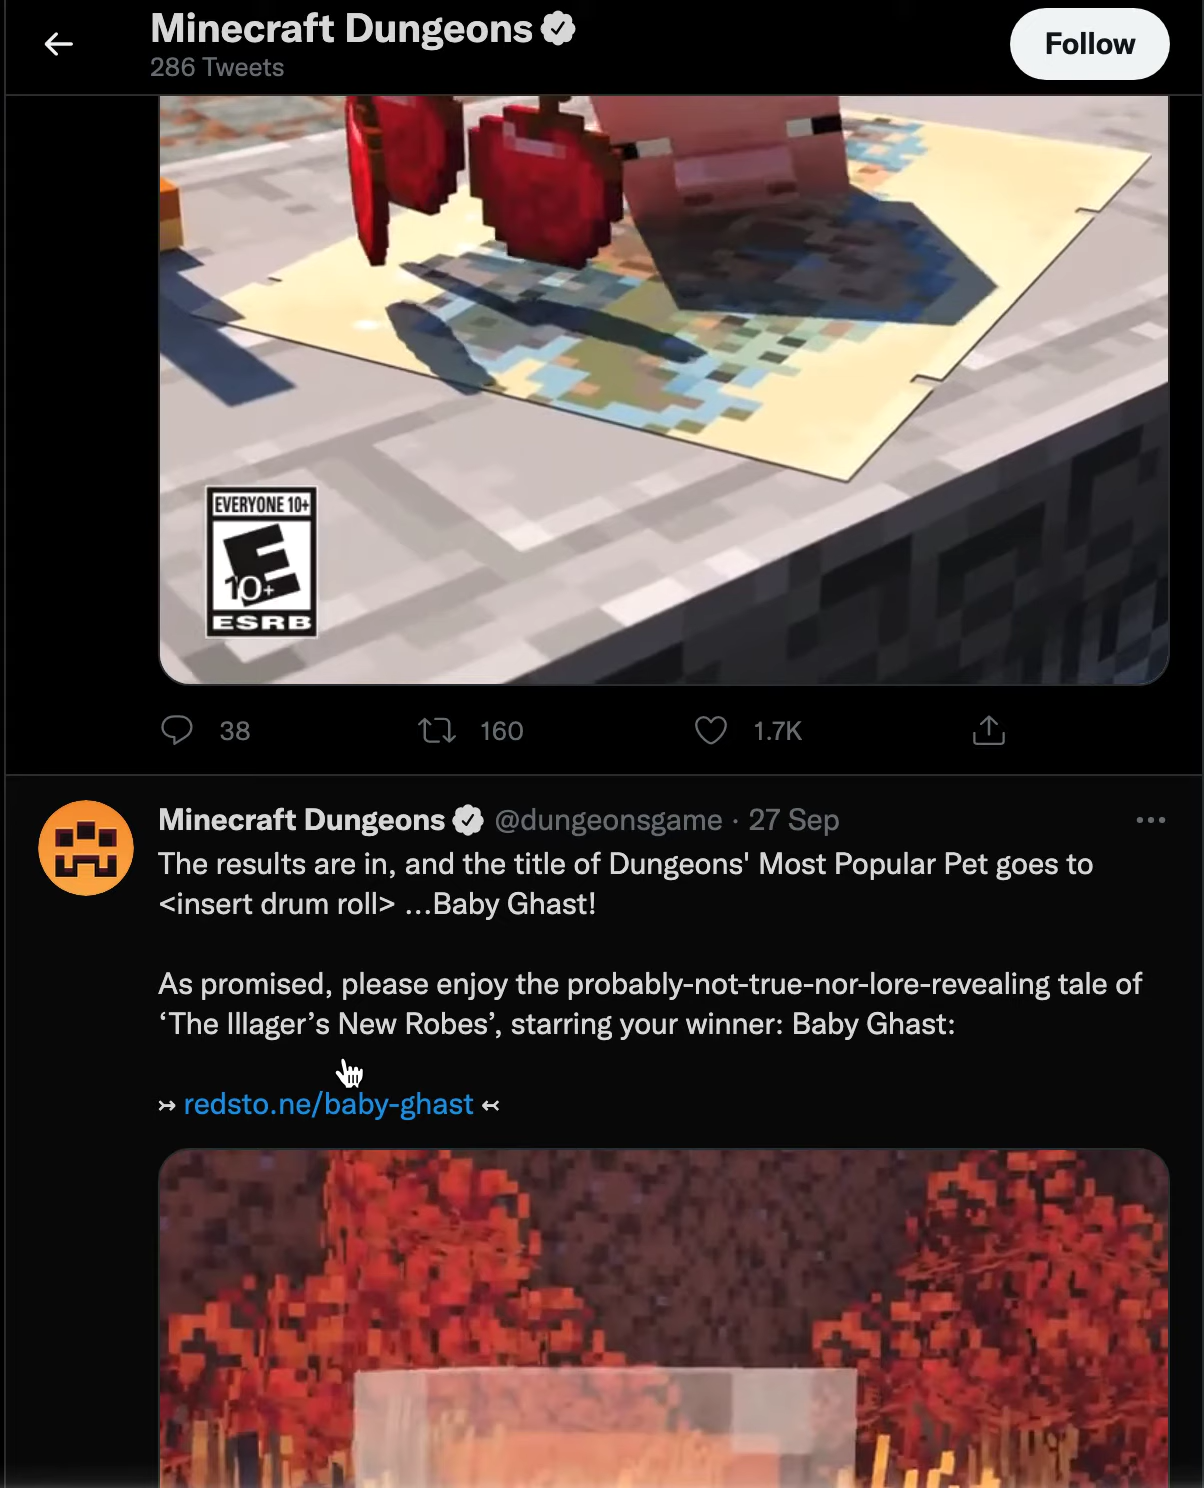 Minecraft Dungeons
286 Tweets
Follow
EVERYONE 10+
E
10+
ESRB
38
160
1.7K
Minecraft Dungeons @dungeonsgame · 27 Sep
The results are in, and the title of Dungeons' Most Popular Pet goes to
<insert drum roll> ...Baby Ghast!
As promised, please enjoy the probably-not-true-nor-lore-revealing tale of
‘The Illager’s New Robes’, starring your winner: Baby Ghast:
⤐ redsto.ne/baby-ghast ⤙